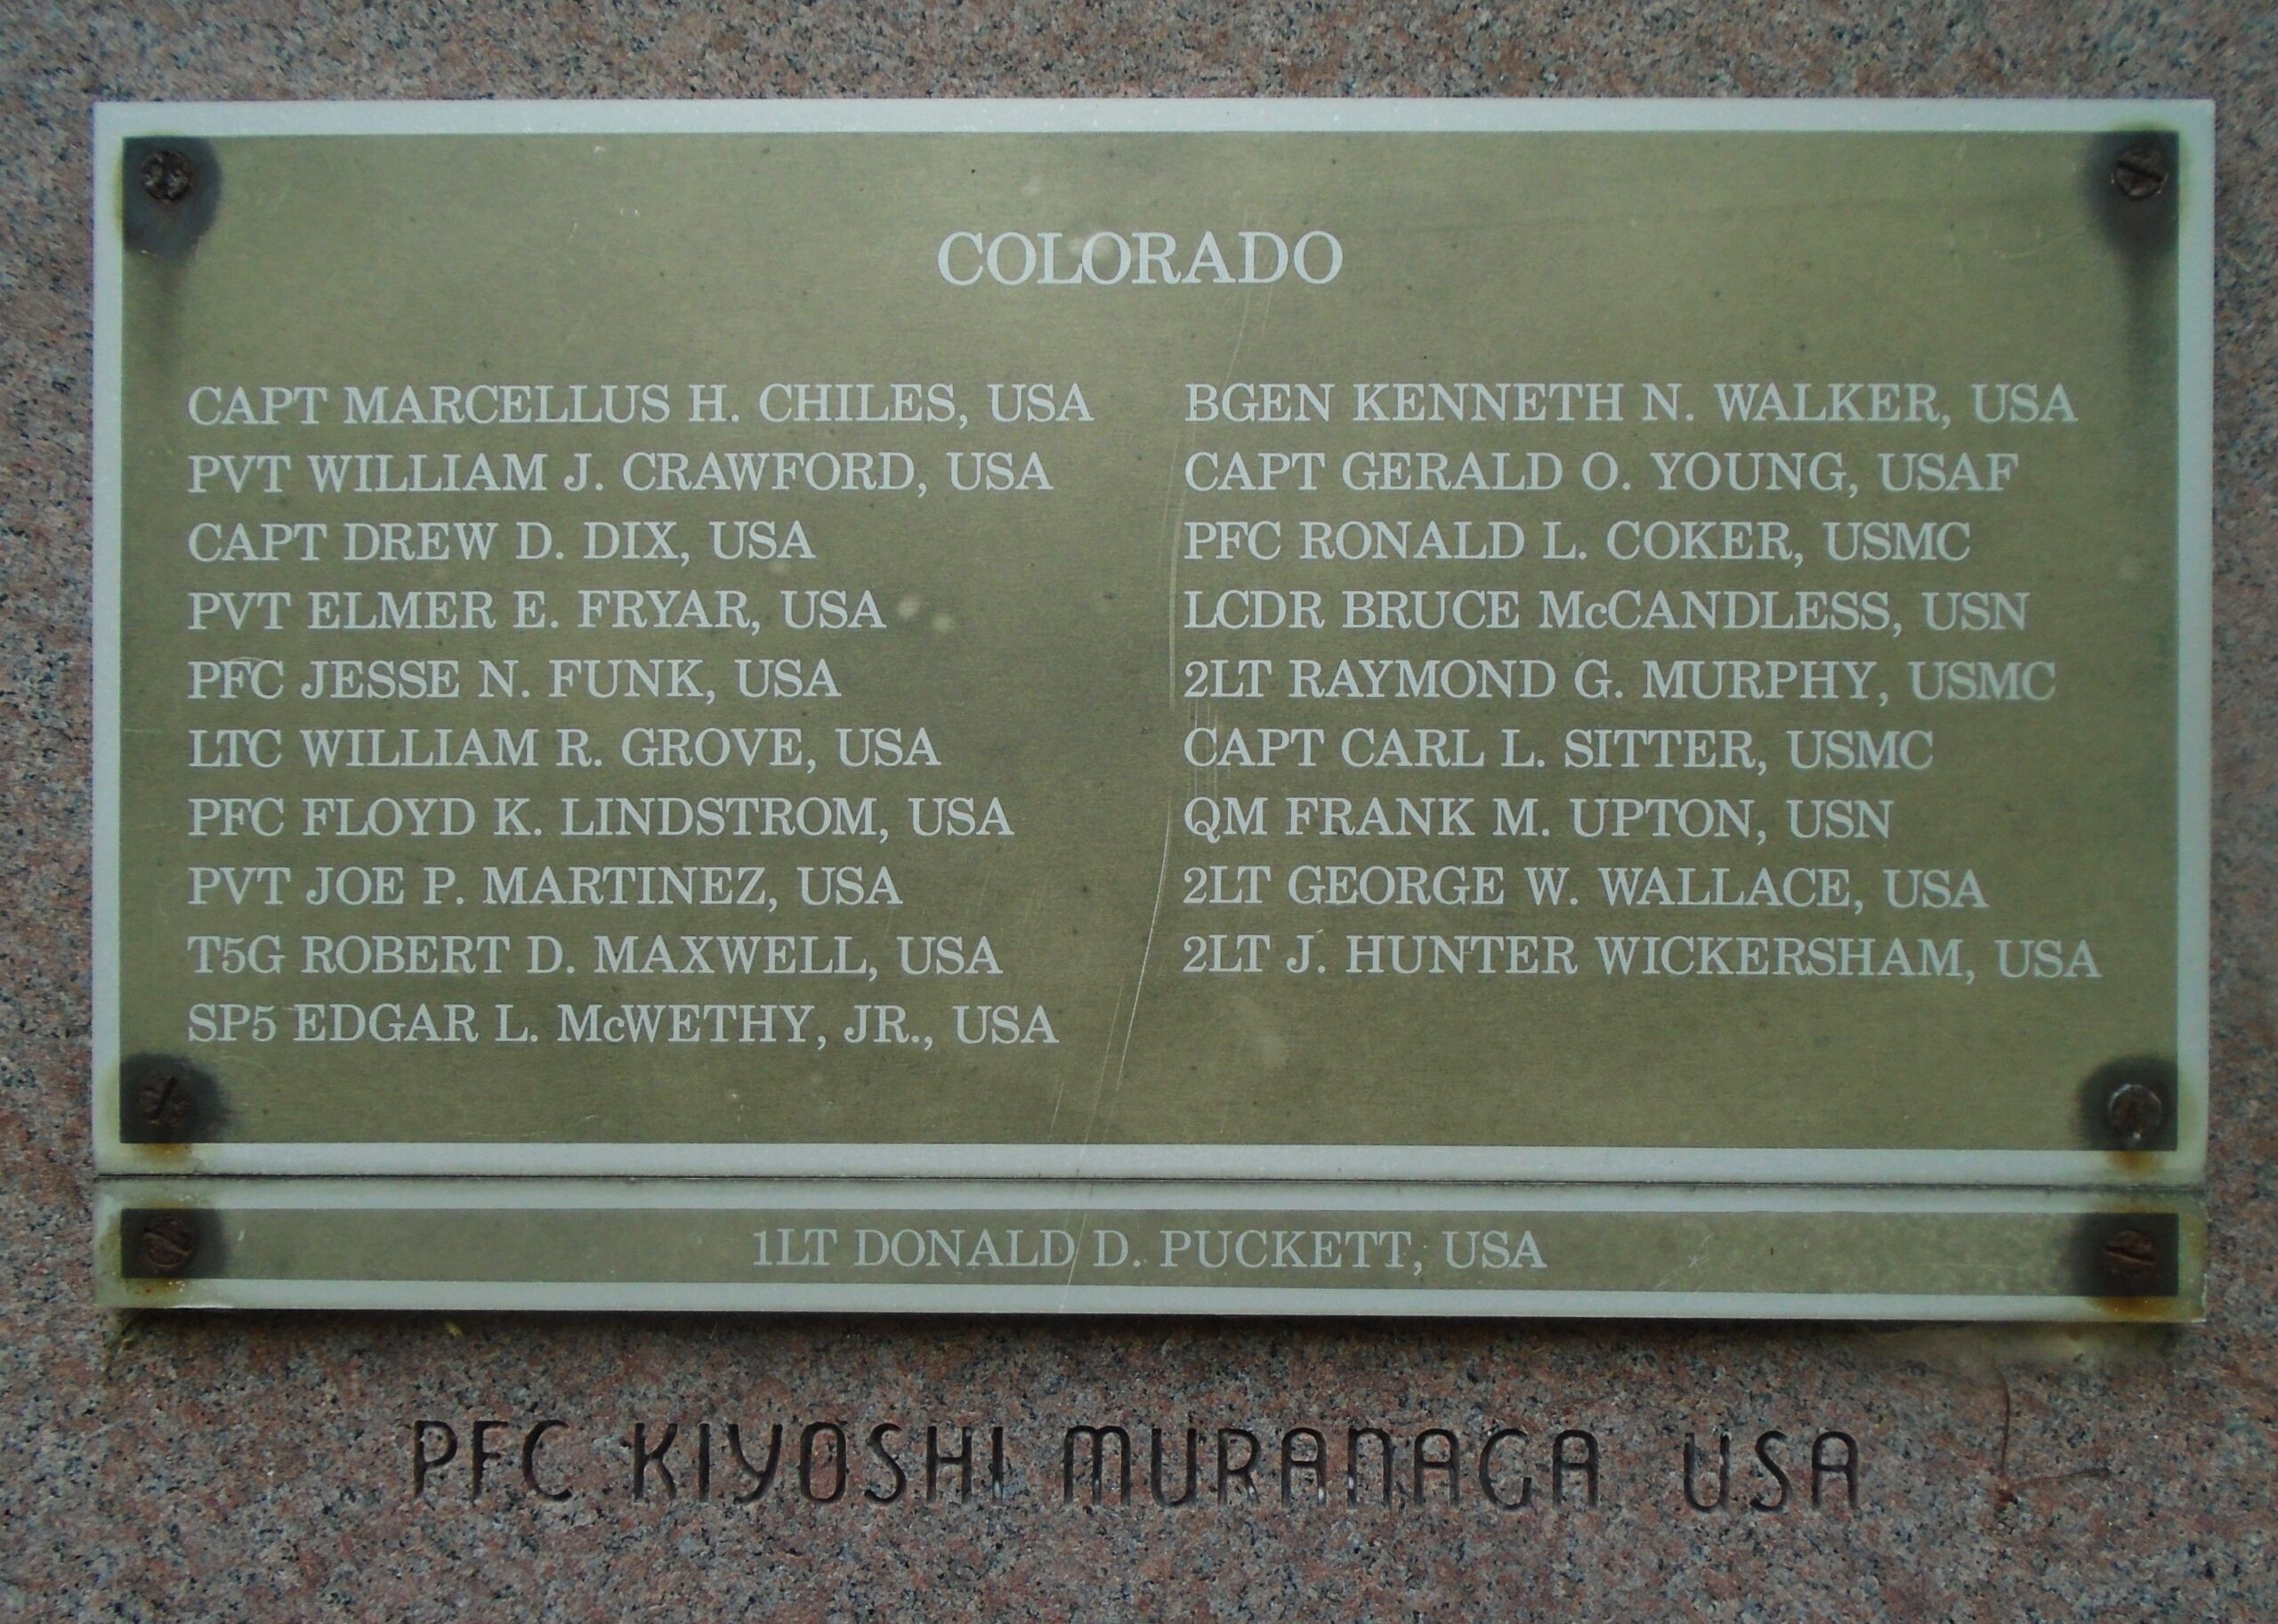 COLORADO
CAPT MARCELLUS H. CHILES, USA
PVT WILLIAM J. CRAWFORD, USA
CAPT DREW D. DIX, USA
PVT ELMER E. FRYAR, USA
PFC JESSE N. FUNK, USA
LTC WILLIAM R. GROVE, USA
PFC FLOYD K. LINDSTROM, USA
PVT JOE P. MARTINEZ, USA
T5G ROBERT D. MAXWELL, USA
SP5 EDGAR L. McWETHY, JR., USA
BGEN KENNETH N. WALKER, USA
CAPT GERALD O. YOUNG, USAF
PFC RONALD L. COKER, USMC
LCDR BRUCE McCANDLESS, USN
2LT RAYMOND G. MURPHY, USMC
CAPT CARL L. SITTER, USMC
QM FRANK M. UPTON, USN
2LT GEORGE W. WALLACE, USA
2LT J. HUNTER WICKERSHAM, USA
1LT DONALD D. PUCKETT, USA
PFC KIYOSHI MURANAGA USA